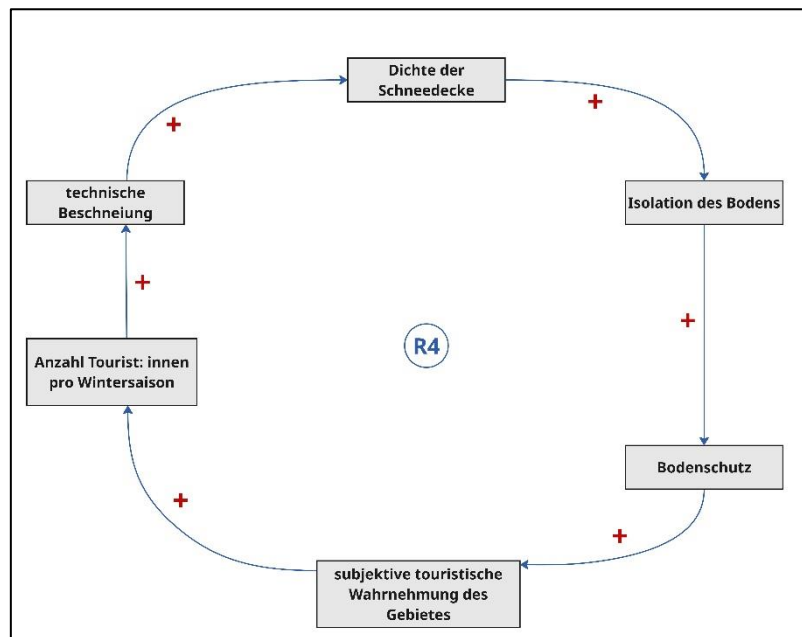 Dichte der
Schneedecke
+
+
technische
Beschneiung
Isolation des Bodens
+
+
Anzahl Tourist: innen
pro Wintersaison
R4
Bodenschutz
+
+
subjektive touristische
Wahrnehmung des
Gebietes